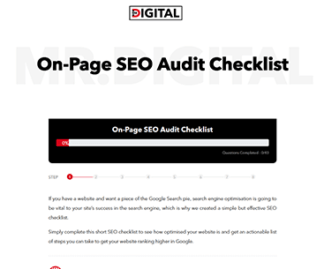 DIGITAL
MR.DIGITAL
On-Page SEO Audit Checklist
On-Page SEO Audit Checklist
0%
Questions Completed: 0/49
STEP 1 2 3 4 5 6 7 8
If you have a website and want a piece of the Google Search pie, search engine optimisation is going to
be vital to your site's success in the search engine, which is why we created a simple but effective SEO
checklist.
Simply complete this short SEO checklist to see how optimised your website is and get an actionable list
of steps you can take to get your website ranking higher in Google.